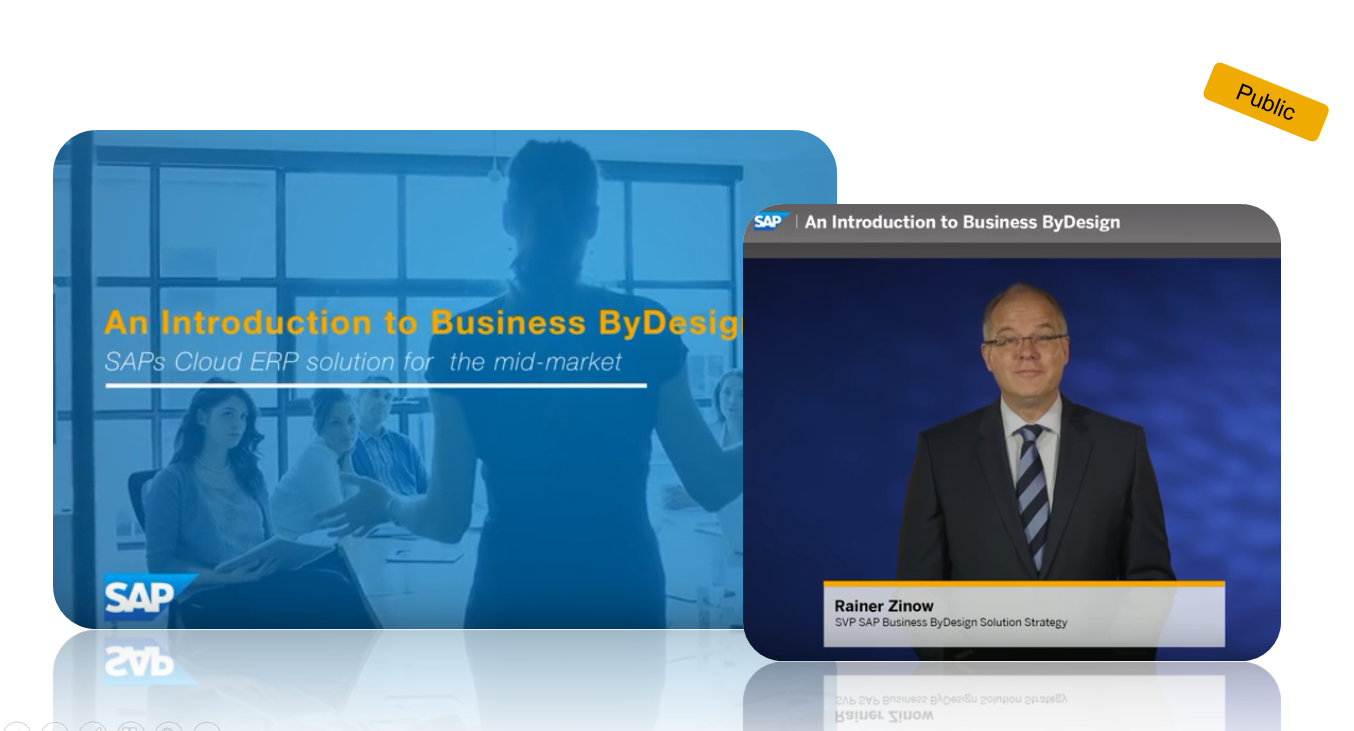 Public
SAP An Introduction to Business ByDesign
An Introduction to Business
SAPs Cloud ERP solution for the mid-market
Rainer Zinow
SVP SAP Business ByDesign Solution Strategy
SAP